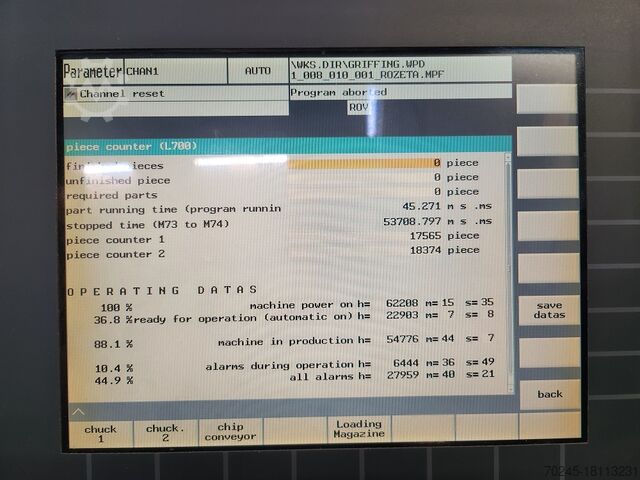 Parameter CHAN1 AUTO \WKS.DIR\GRIFFING.WPD
1_008_010_001_ROZETA.MPF
Channel reset Program aborted
ROV
piece counter (L700)
finished pieces 0 piece
unfinished piece 0 piece
required parts 0 piece
part running time (program runnin 45.271 m s .ms
stopped time (M73 to M74) 53708.797 m s .ms
piece counter 1 17565 piece
piece counter 2 18374 piece
OPERATING DATAS
100 % machine power on h= 62208 m= 15 s= 35
36.8 % ready for operation (automatic on) h= 22903 m= 7 s= 8
88.1 % machine in production h= 54776 m= 44 s= 7
10.4 % alarms during operation h= 6444 m= 36 s= 49
44.9 % all alarms h= 27959 m= 40 s= 21
save
datas
back
chuck
1
chuck.
2
chip
conveyor
Loading
Magazine
70245-18113231